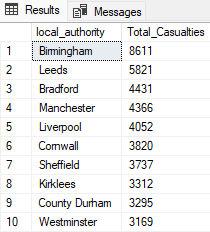 Results Messages
local_authority Total_Casualties
1 Birmingham 8611
2 Leeds 5821
3 Bradford 4431
4 Manchester 4366
5 Liverpool 4052
6 Cornwall 3820
7 Sheffield 3737
8 Kirklees 3312
9 County Durham 3295
10 Westminster 3169